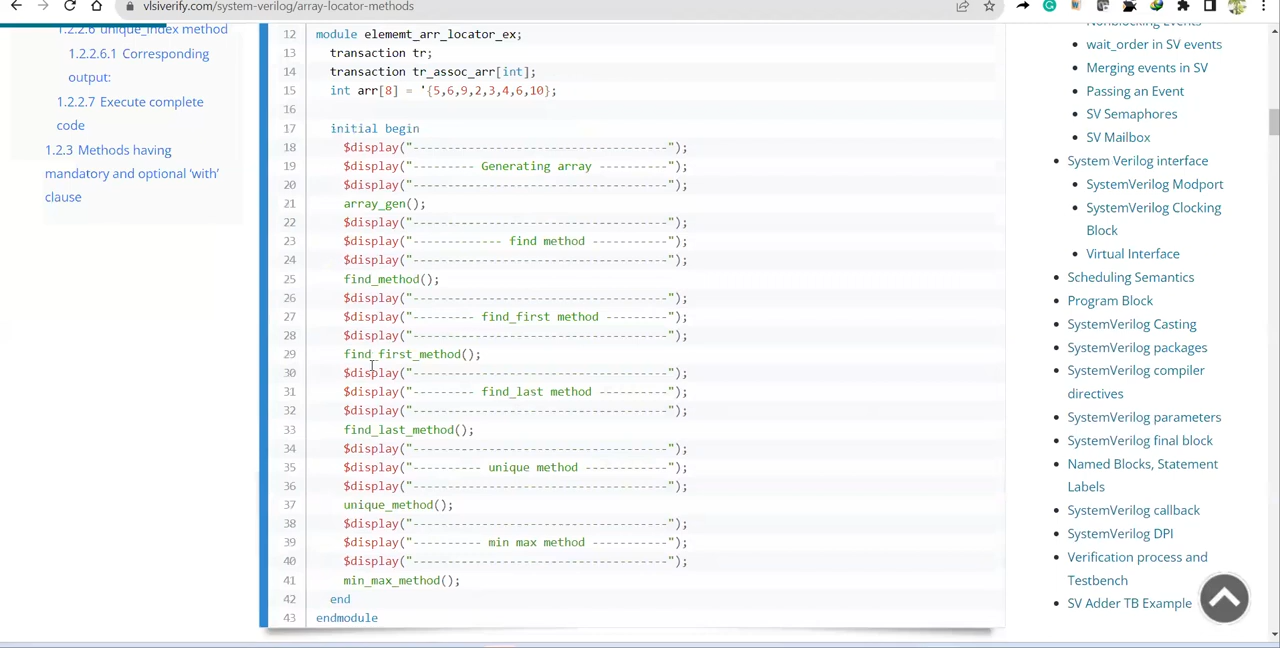 vlsiverify.com/system-verilog/array-locator-methods
1.2.2.6 unique_index method
1.2.2.6.1 Corresponding
output:
1.2.2.7 Execute complete
code
1.2.3 Methods having
mandatory and optional ‘with’
clause
12 module elememt_arr_locator_ex;
13 transaction tr;
14 transaction tr_assoc_arr[int];
15 int arr[8] = '{5,6,9,2,3,4,6,10};
16
17 initial begin
18 $display("----------------------------------");
19 $display("--------- Generating array ---------");
20 $display("----------------------------------");
21 array_gen();
22 $display("----------------------------------");
23 $display("------------ find method ----------");
24 $display("----------------------------------");
25 find_method();
26 $display("----------------------------------");
27 $display("--------- find_first method ---------");
28 $display("----------------------------------");
29 find_first_method();
30 $display("----------------------------------");
31 $display("--------- find_last method ----------");
32 $display("----------------------------------");
33 find_last_method();
34 $display("----------------------------------");
35 $display("---------- unique method -----------");
36 $display("----------------------------------");
37 unique_method();
38 $display("----------------------------------");
39 $display("---------- min max method ----------");
40 $display("----------------------------------");
41 min_max_method();
42 end
43 endmodule
Nonblocking Events
wait_order in SV events
Merging events in SV
Passing an Event
SV Semaphores
SV Mailbox
System Verilog interface
SystemVerilog Modport
SystemVerilog Clocking
Block
Virtual Interface
Scheduling Semantics
Program Block
SystemVerilog Casting
SystemVerilog packages
SystemVerilog compiler
directives
SystemVerilog parameters
SystemVerilog final block
Named Blocks, Statement
Labels
SystemVerilog callback
SystemVerilog DPI
Verification process and
Testbench
SV Adder TB Example